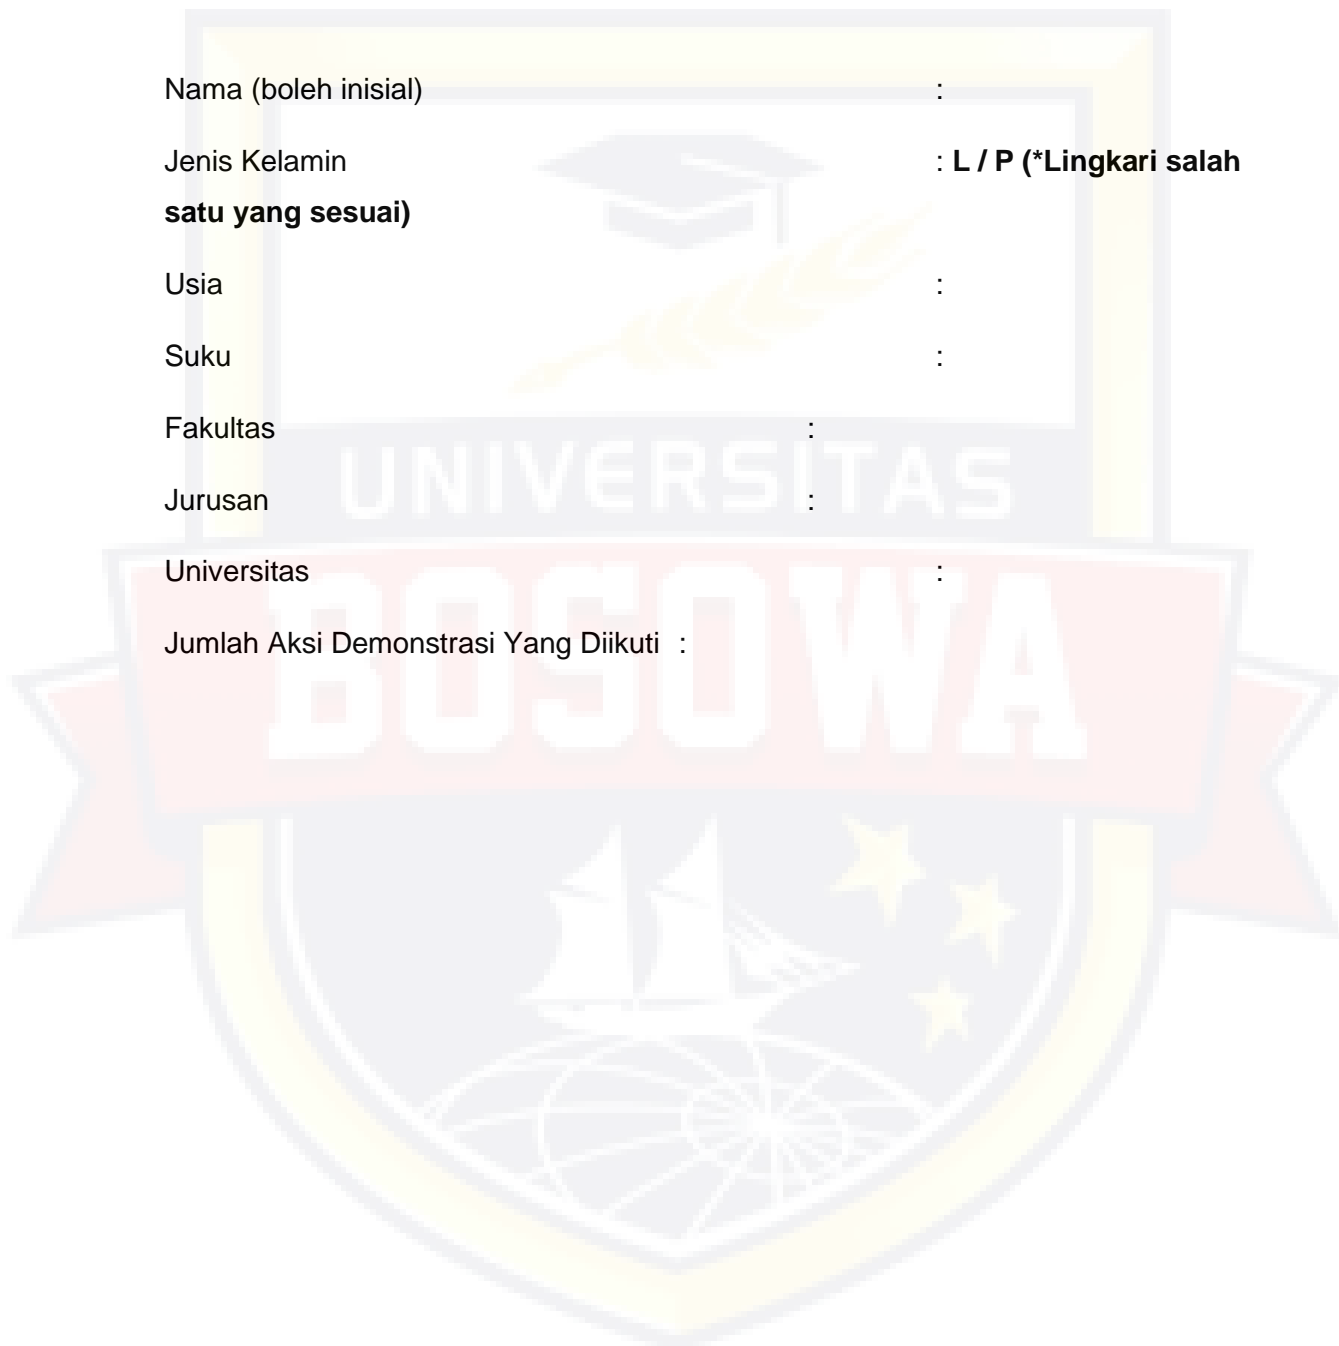 Nama (boleh inisial) :
Jenis Kelamin : L / P (*Lingkari salah
satu yang sesuai)
Usia :
Suku :
Fakultas :
UNIVERSITAS
Jurusan :
Universitas :
BOSOWA
Jumlah Aksi Demonstrasi Yang Diikuti :